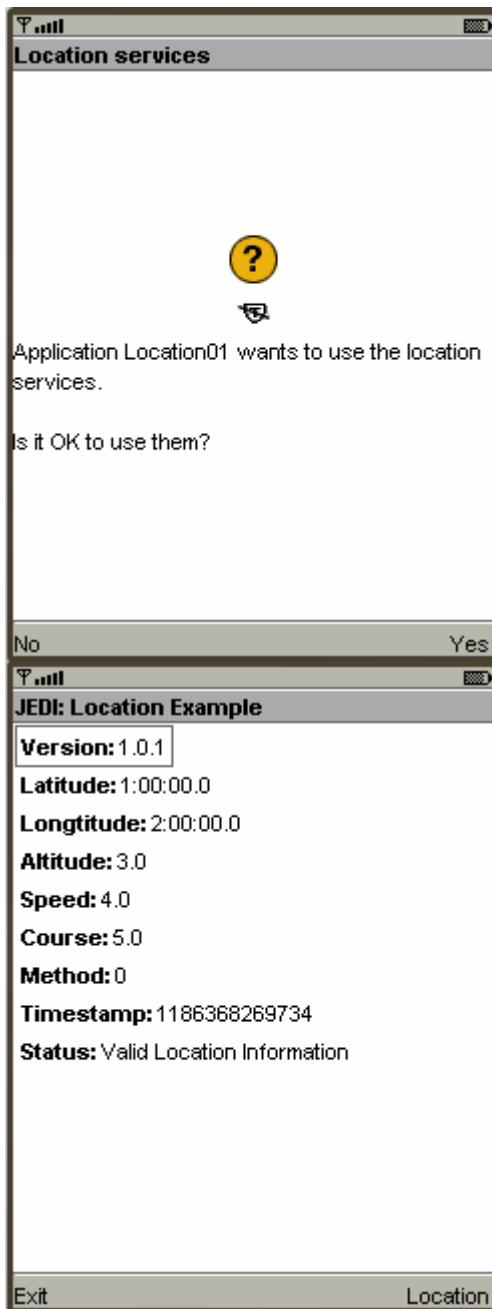 Location services
?
Application Location01 wants to use the location
services.
Is it OK to use them?
No Yes
JEDI: Location Example
Version: 1.0.1
Latitude: 1:00:00.0
Longtitude: 2:00:00.0
Altitude: 3.0
Speed: 4.0
Course: 5.0
Method: 0
Timestamp: 1186368269734
Status: Valid Location Information
Exit Location